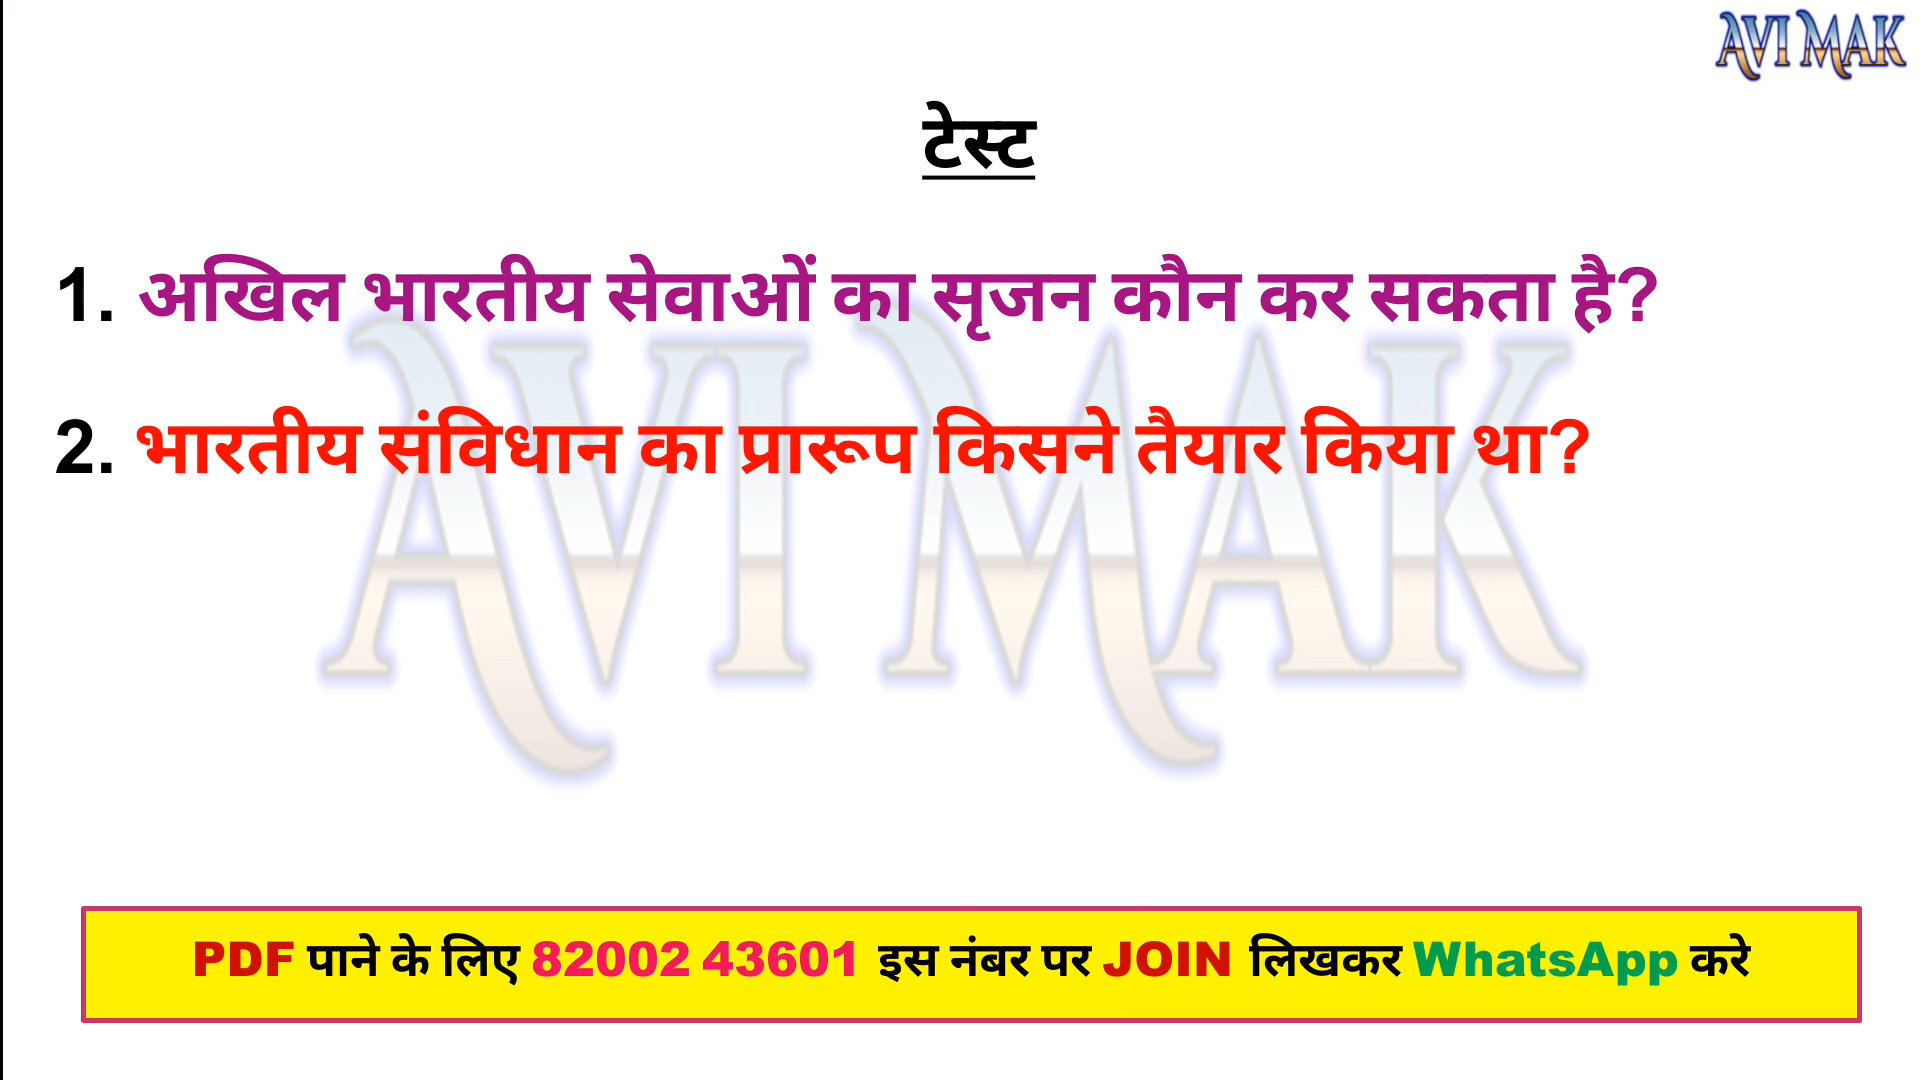 AVI MAK
टेस्ट
1. अखिल भारतीय सेवाओं का सृजन कौन कर सकता है?
2. भारतीय संविधान का प्रारूप किसने तैयार किया था?
AVI MAK
PDF पाने के लिए 82002 43601 इस नंबर पर JOIN लिखकर WhatsApp करे